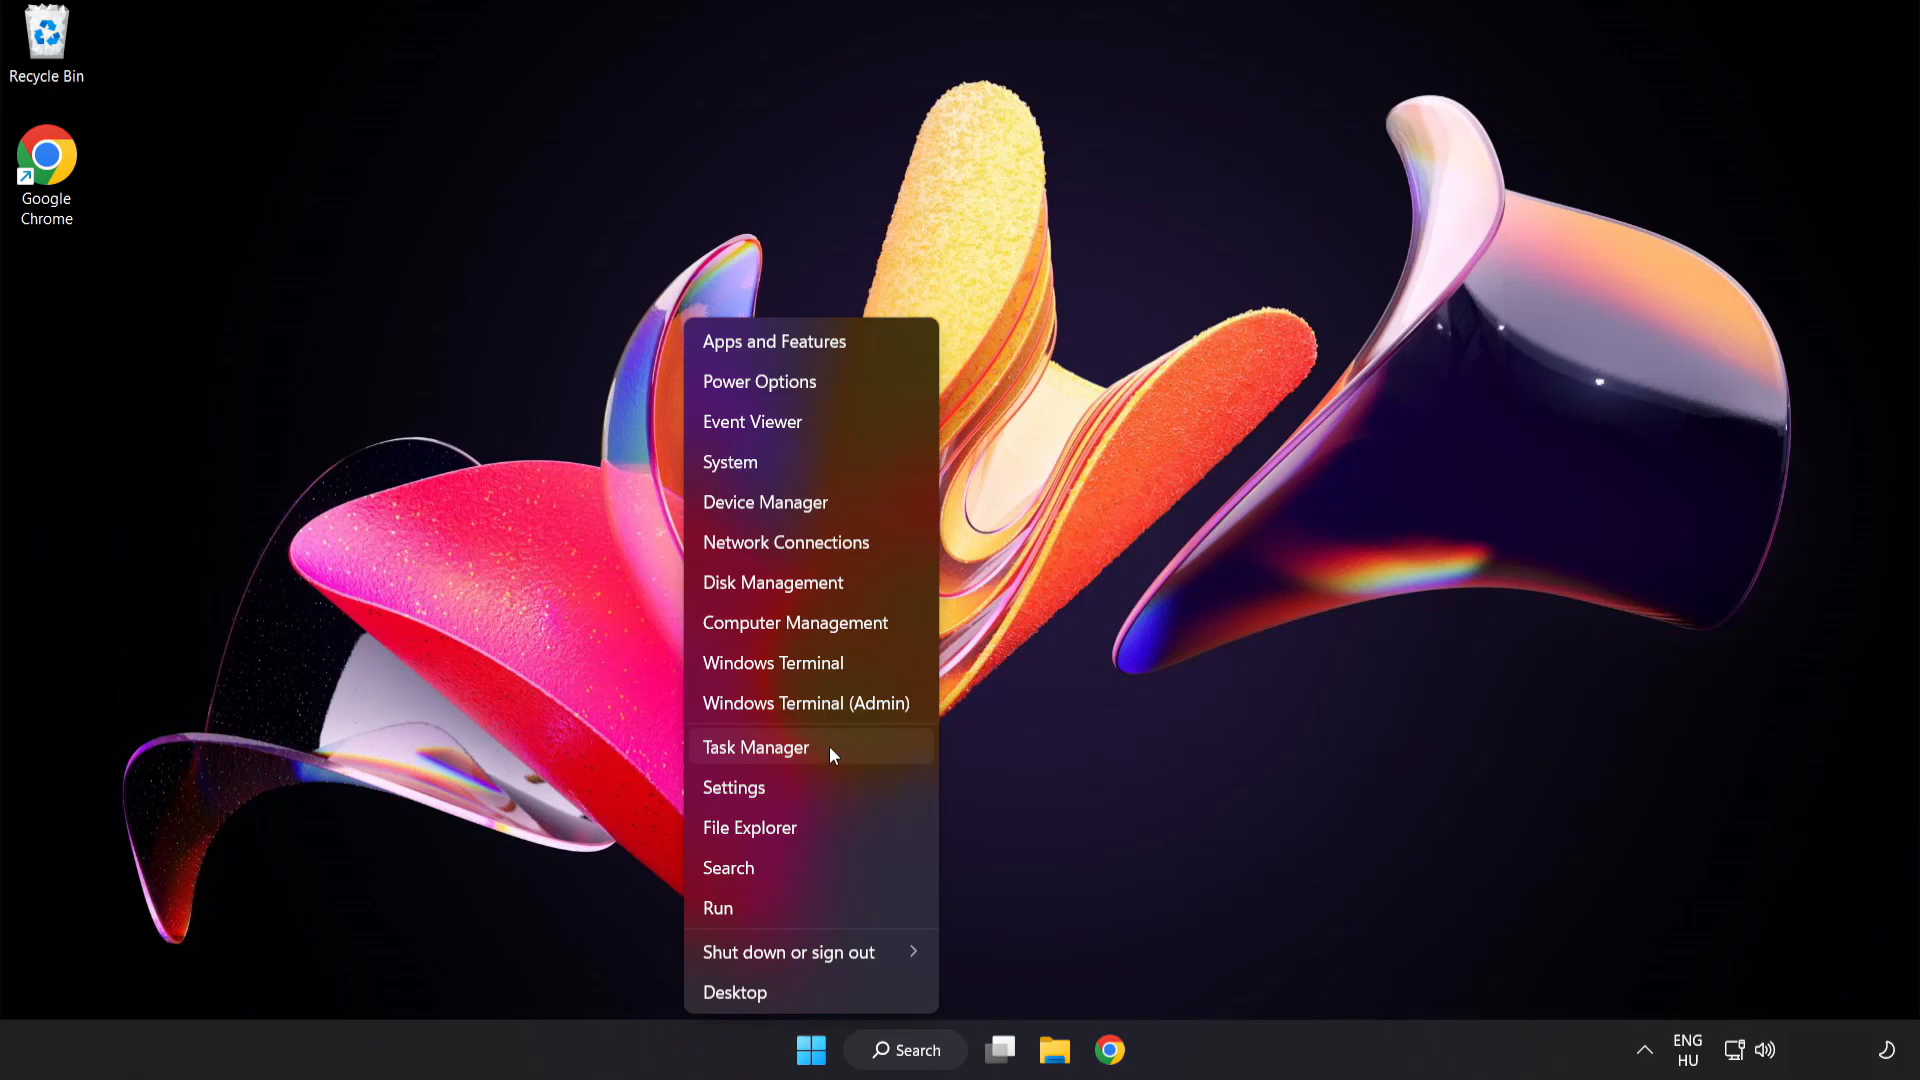 Recycle Bin
Google
Chrome
Apps and Features
Power Options
Event Viewer
System
Device Manager
Network Connections
Disk Management
Computer Management
Windows Terminal
Windows Terminal (Admin)
Task Manager
Settings
File Explorer
Search
Run
Shut down or sign out
Desktop
Search
ENG
HU